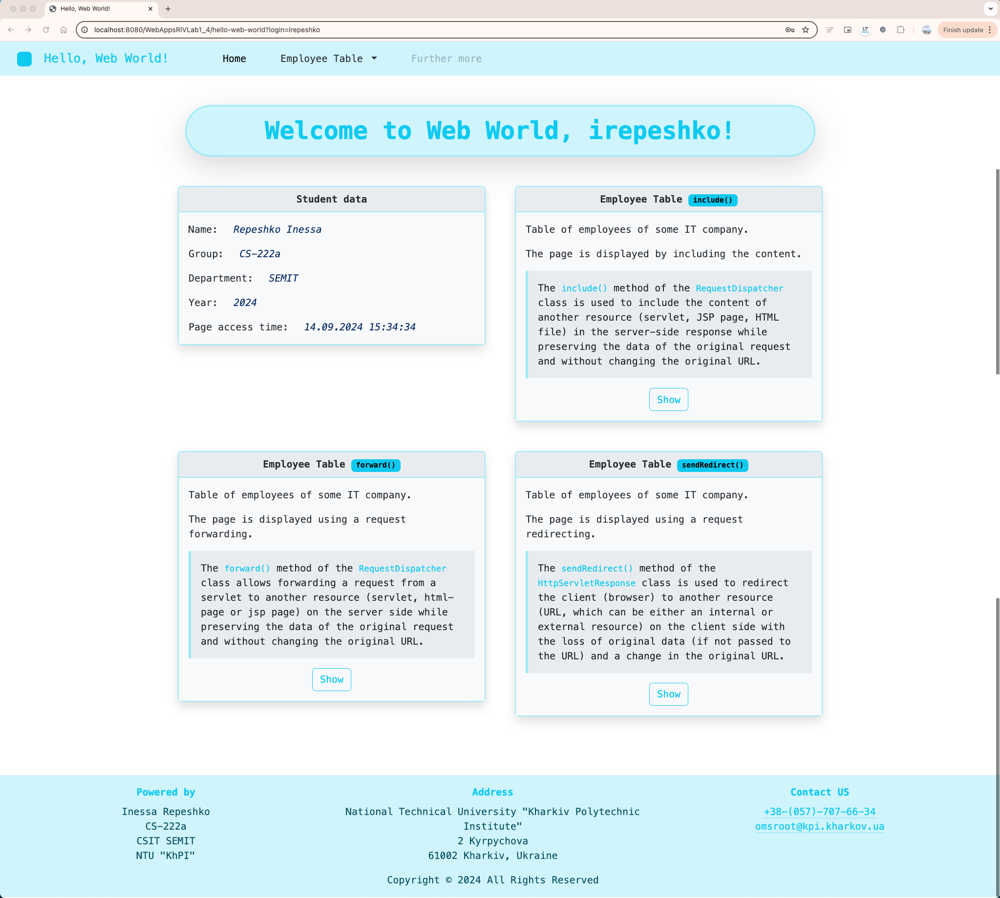 Hello, Web World!
localhost:8080/WebAppsRIVLab1_4/hello-web-world?login=irepeshko
LT
Finish update
Hello, Web World!
Home
Employee Table
Further more
Welcome to Web World, irepeshko!
Student data
Name: Repeshko Inessa
Group: CS-222a
Department: SEMIT
Year: 2024
Page access time: 14.09.2024 15:34:34
Employee Table include()
Table of employees of some IT company.
The page is displayed by including the content.
The include() method of the RequestDispatcher
class is used to include the content of
another resource (servlet, JSP page, HTML
file) in the server-side response while
preserving the data of the original request
and without changing the original URL.
Show
Employee Table forward()
Table of employees of some IT company.
The page is displayed using a request
forwarding.
The forward() method of the RequestDispatcher
class allows forwarding a request from a
servlet to another resource (servlet, html-
page or jsp page) on the server side while
preserving the data of the original request
and without changing the original URL.
Show
Employee Table sendRedirect()
Table of employees of some IT company.
The page is displayed using a request
redirecting.
The sendRedirect() method of the
HttpServletResponse class is used to redirect
the client (browser) to another resource
(URL, which can be either an internal or
external resource) on the client side with
the loss of original data (if not passed to
the URL) and a change in the original URL.
Show
Powered by
Inessa Repeshko
CS-222a
CSIT SEMIT
NTU "KhPI"
Address
National Technical University "Kharkiv Polytechnic
Institute"
2 Kyrpychova
61002 Kharkiv, Ukraine
Contact US
+38-(057)-707-66-34
omsroot@kpi.kharkov.ua
Copyright © 2024 All Rights Reserved